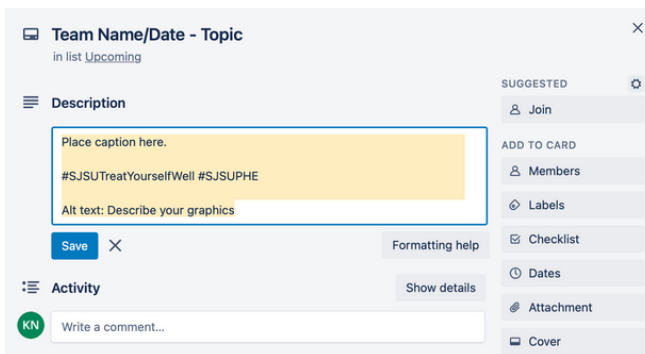 Team Name/Date - Topic
in list Upcoming
Description
Place caption here.
#SJSUTreatYourselfWell #SJSUPHE
Alt text: Describe your graphics
Save
Formatting help
Activity
Show details
KN
Write a comment...
SUGGESTED
Join
ADD TO CARD
Members
Labels
Checklist
Dates
Attachment
Cover